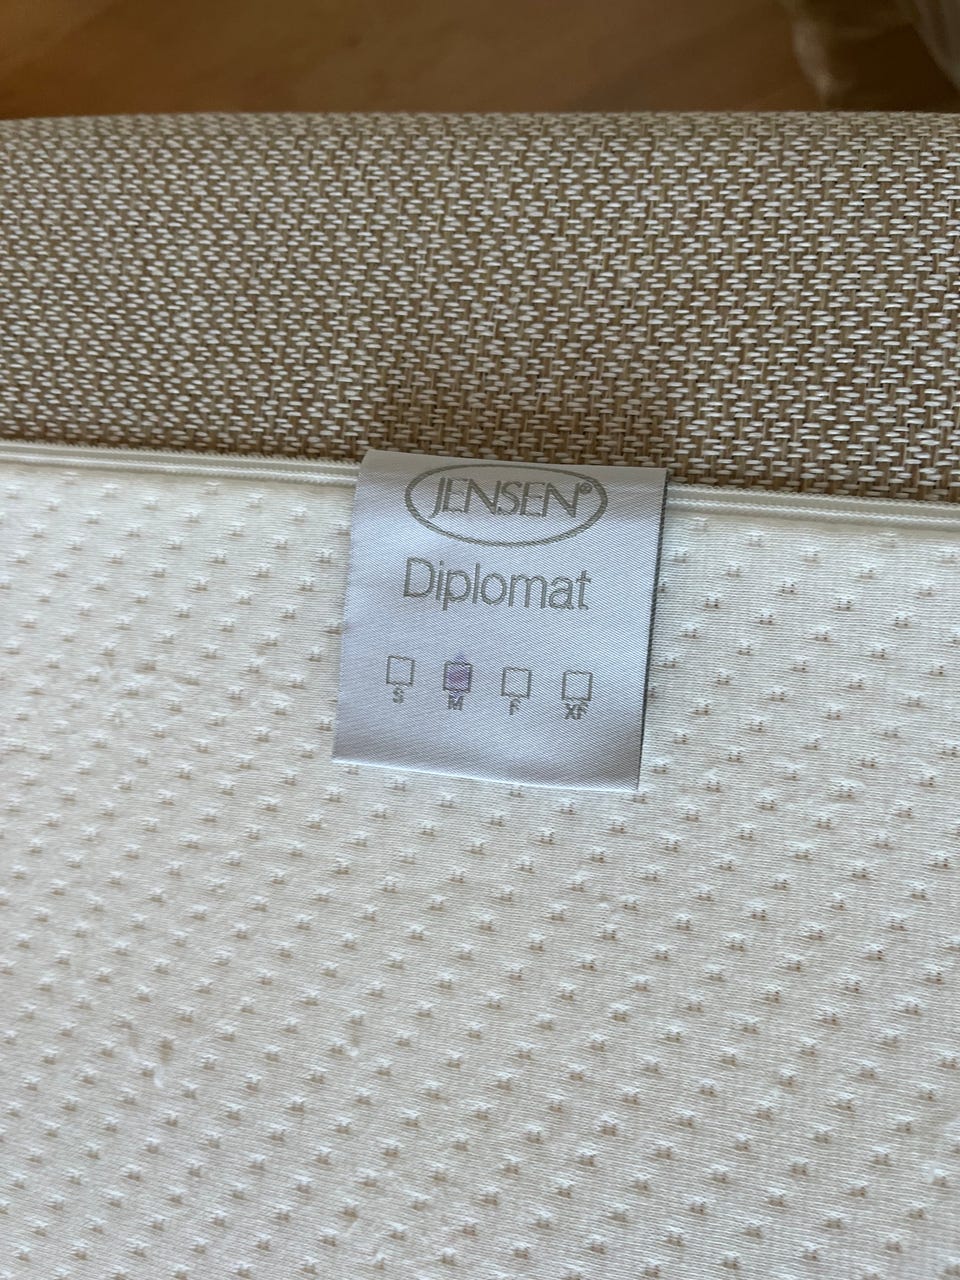 JENSEN®
Diplomat
S M F XF